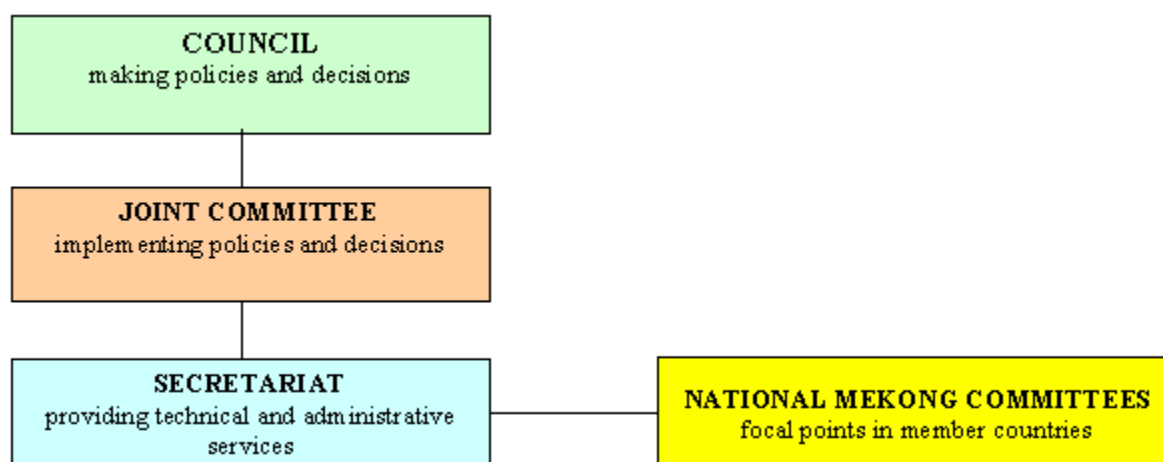 COUNCIL
making policies and decisions
JOINT COMMITTEE
implementing policies and decisions
SECRETARIAT
providing technical and administrative
services
NATIONAL MEKONG COMMITTEES
focal points in member countries